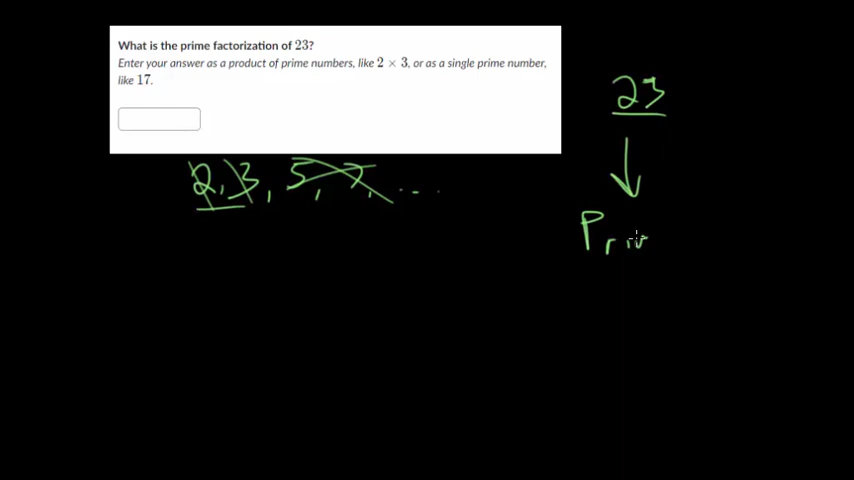 What is the prime factorization of 23?
Enter your answer as a product of prime numbers, like 2 × 3, or as a single prime number,
like 17.
23
2, 3, 5, 7, ...